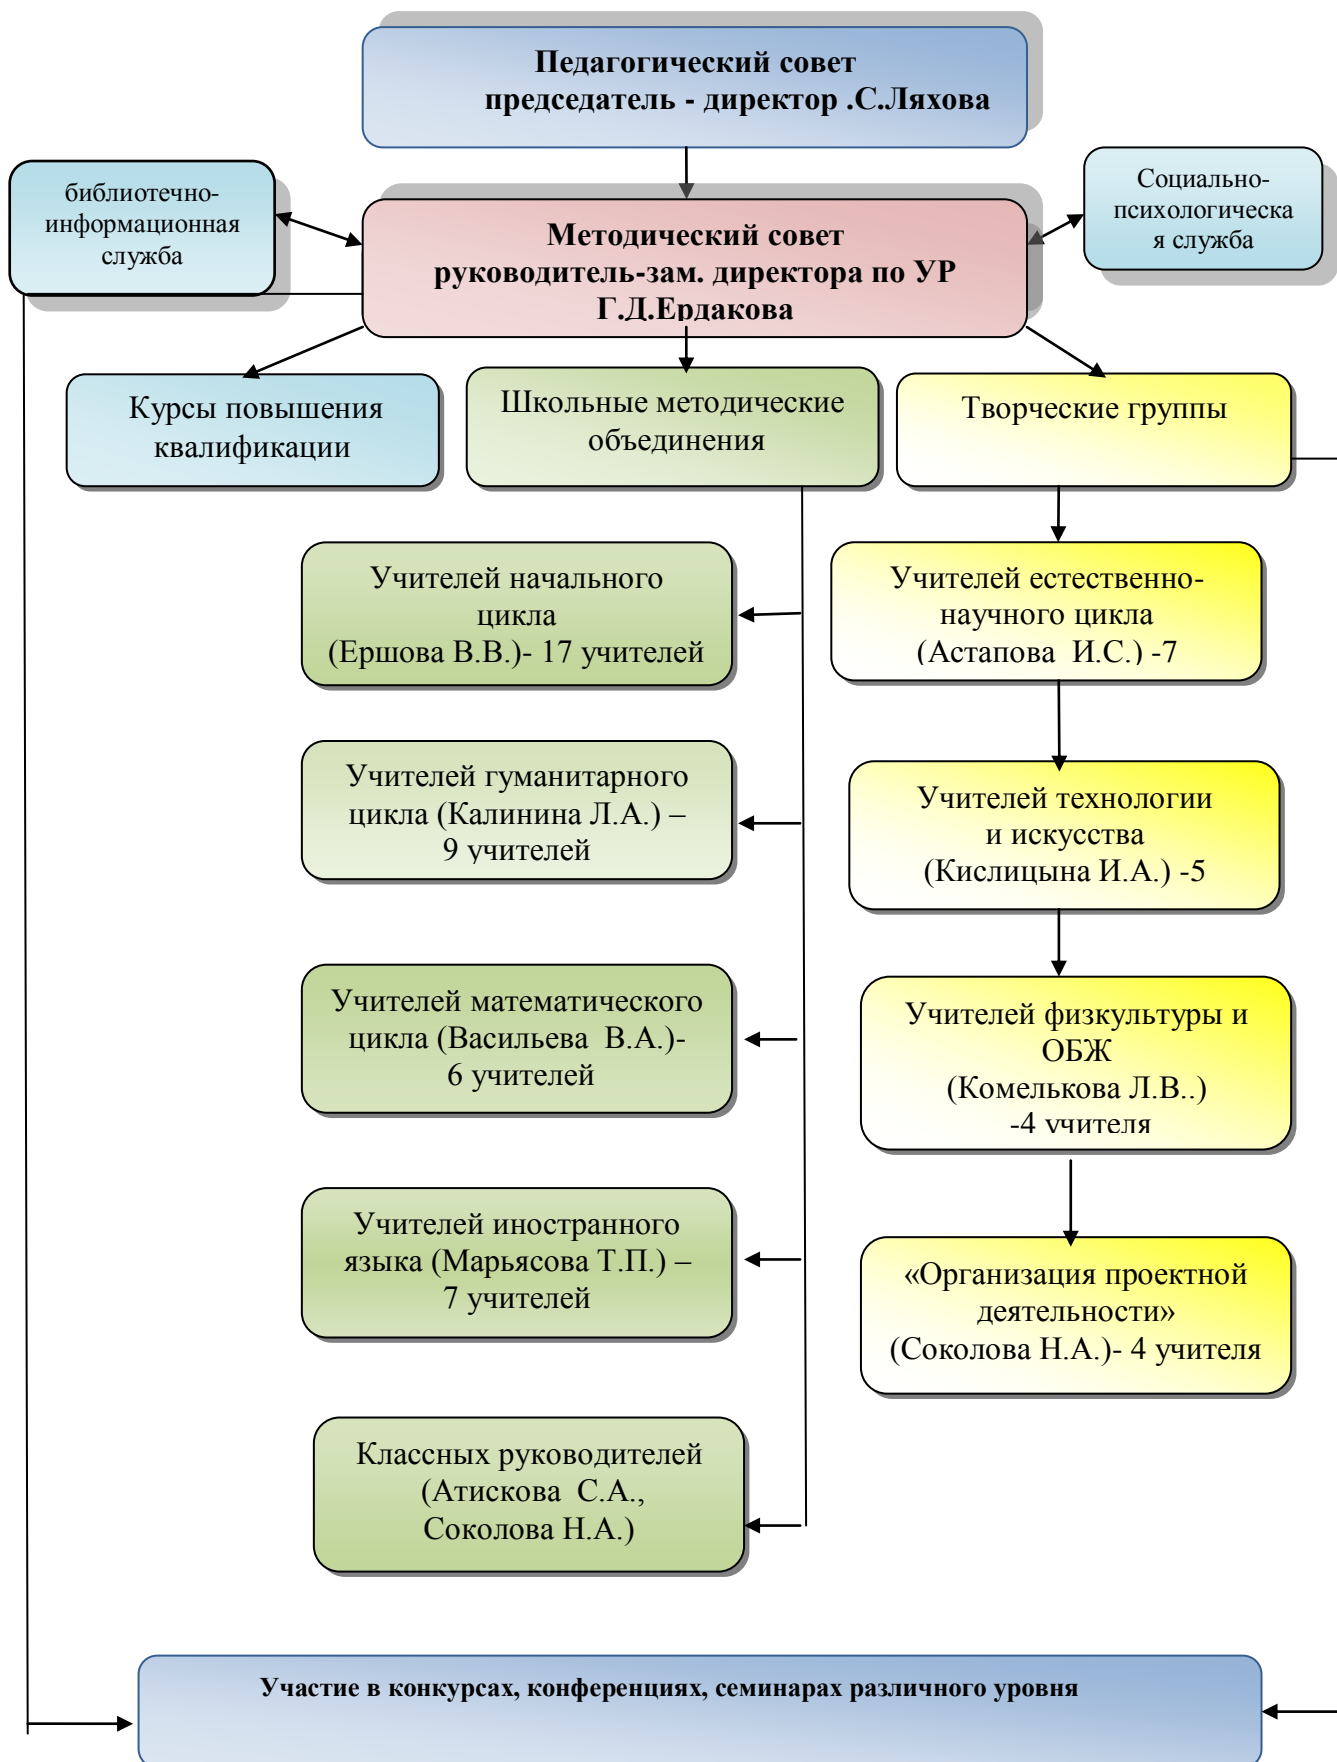 Педагогический совет
председатель - директор .С.Ляхова
библиотечно-
информационная
служба
Социально-
психологическа
я служба
Методический совет
руководитель-зам. директора по УР
Г.Д.Ердакова
Курсы повышения
квалификации
Школьные методические
объединения
Творческие группы
Учителей начального
цикла
(Ершова В.В.)- 17 учителей
Учителей гуманитарного
цикла (Калинина Л.А.) –
9 учителей
Учителей математического
цикла (Васильева В.А.)-
6 учителей
Учителей иностранного
языка (Марьясова Т.П.) –
7 учителей
Классных руководителей
(Атискова С.А.,
Соколова Н.А.)
Учителей естественно-
научного цикла
(Астапова И.С.) -7
Учителей технологии
и искусства
(Кислицына И.А.) -5
Учителей физкультуры и
ОБЖ
(Комелькова Л.В..)
-4 учителя
«Организация проектной
деятельности»
(Соколова Н.А.)- 4 учителя
Участие в конкурсах, конференциях, семинарах различного уровня